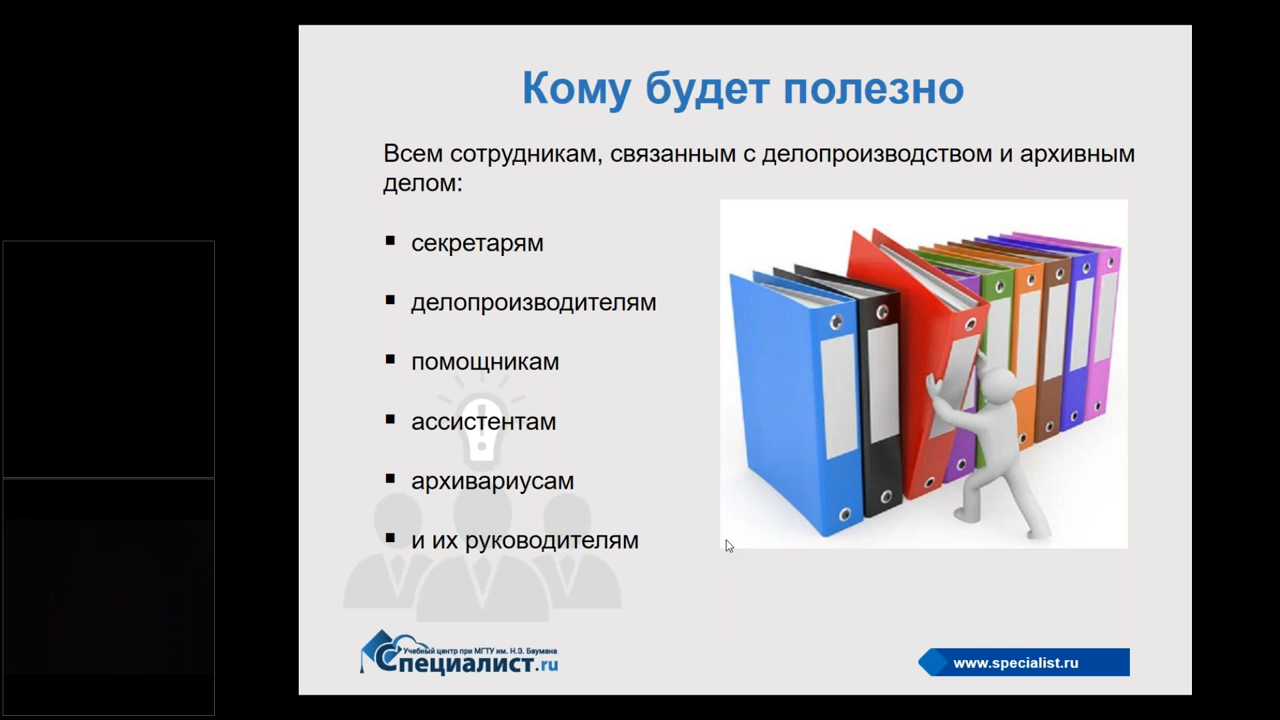 Кому будет полезно
Всем сотрудникам, связанным с делопроизводством и архивным
делом:
▪ секретарям
▪ делопроизводителям
▪ помощникам
▪ ассистентам
▪ архивариусам
▪ и их руководителям
Учебный центр при МГТУ им. Н.Э. Баумана
Специалист.ru
www.specialist.ru